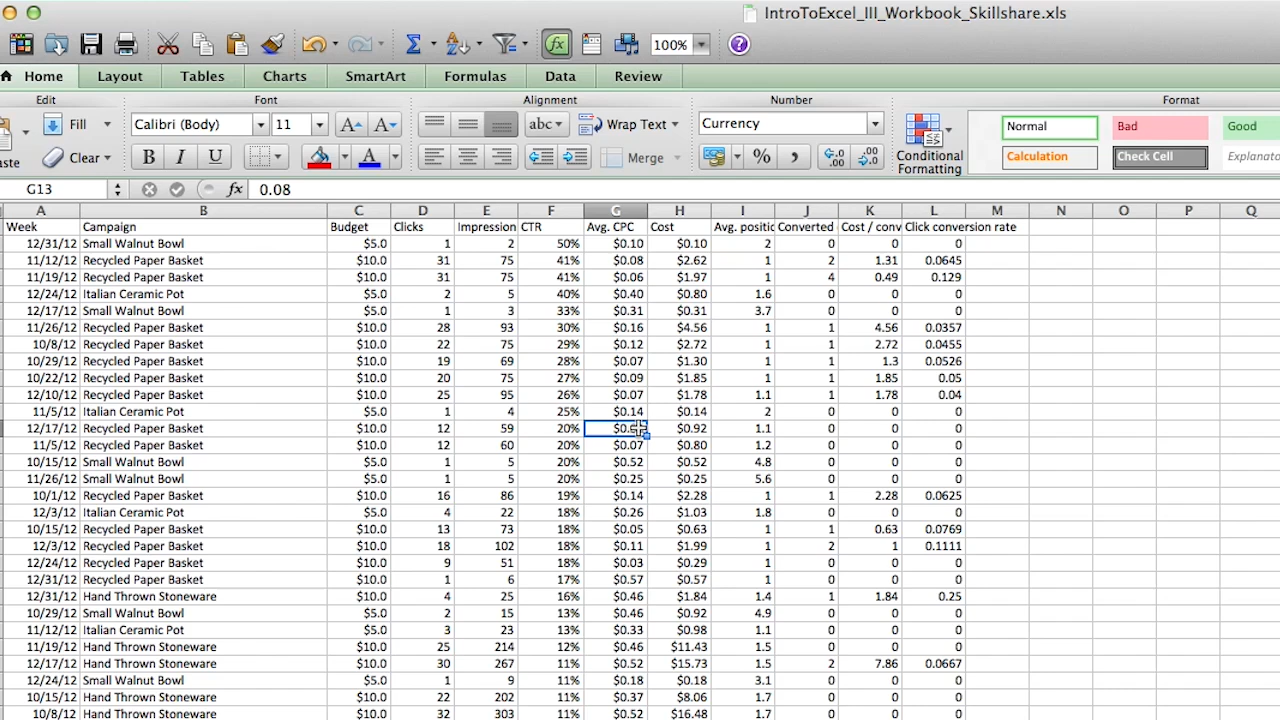 IntroToExcel_III_Workbook_Skillshare.xls
100%
Home Layout Tables Charts SmartArt Formulas Data Review
Edit Font Alignment Number Format
Fill Calibri (Body) 11 abc Wrap Text Currency Normal Bad Good
Clear B I U Merge % Conditional Formatting Calculation Check Cell
G13 fx 0.08
A B C D E F G H I J K L M N O P Q
Week Campaign Budget Clicks Impression CTR Avg. CPC Cost Avg. positic Converted Cost / conv Click conversion rate
12/31/12 Small Walnut Bowl $5.0 1 2 50% $0.10 $0.10 2 0 0 0
11/12/12 Recycled Paper Basket $10.0 31 75 41% $0.08 $2.62 1 2 1.31 0.0645
11/19/12 Recycled Paper Basket $10.0 31 75 41% $0.06 $1.97 1 4 0.49 0.129
12/24/12 Italian Ceramic Pot $5.0 2 5 40% $0.40 $0.80 1.6 0 0 0
12/17/12 Small Walnut Bowl $5.0 1 3 33% $0.31 $0.31 3.7 0 0 0
11/26/12 Recycled Paper Basket $10.0 28 93 30% $0.16 $4.56 1 1 4.56 0.0357
10/8/12 Recycled Paper Basket $10.0 22 75 29% $0.12 $2.72 1 1 2.72 0.0455
10/29/12 Recycled Paper Basket $10.0 19 69 28% $0.07 $1.30 1 1 1.3 0.0526
10/22/12 Recycled Paper Basket $10.0 20 75 27% $0.09 $1.85 1 1 1.85 0.05
12/10/12 Recycled Paper Basket $10.0 25 95 26% $0.07 $1.78 1.1 1 1.78 0.04
11/5/12 Italian Ceramic Pot $5.0 1 4 25% $0.14 $0.14 2 0 0 0
12/17/12 Recycled Paper Basket $10.0 12 59 20% $0.92 1.1 0 0 0
11/5/12 Recycled Paper Basket $10.0 12 60 20% $0.07 $0.80 1.2 0 0 0
10/15/12 Small Walnut Bowl $5.0 1 5 20% $0.52 $0.52 4.8 0 0 0
11/26/12 Small Walnut Bowl $5.0 1 5 20% $0.25 $0.25 5.6 0 0 0
10/1/12 Recycled Paper Basket $10.0 16 86 19% $0.14 $2.28 1 1 2.28 0.0625
12/3/12 Italian Ceramic Pot $5.0 4 22 18% $0.26 $1.03 1.8 0 0 0
10/15/12 Recycled Paper Basket $10.0 13 73 18% $0.05 $0.63 1 1 0.63 0.0769
12/3/12 Recycled Paper Basket $10.0 18 102 18% $0.11 $1.99 1 2 1 0.1111
12/24/12 Recycled Paper Basket $10.0 9 51 18% $0.03 $0.29 1 0 0 0
12/31/12 Recycled Paper Basket $10.0 1 6 17% $0.57 $0.57 1 0 0 0
12/31/12 Hand Thrown Stoneware $10.0 4 25 16% $0.46 $1.84 1.4 1 1.84 0.25
10/29/12 Small Walnut Bowl $5.0 2 15 13% $0.46 $0.92 4.9 0 0 0
11/12/12 Italian Ceramic Pot $5.0 3 23 13% $0.33 $0.98 1.1 0 0 0
11/19/12 Hand Thrown Stoneware $10.0 25 214 12% $0.46 $11.43 1.5 0 0 0
12/17/12 Hand Thrown Stoneware $10.0 30 267 11% $0.52 $15.73 1.5 2 7.86 0.0667
12/24/12 Small Walnut Bowl $5.0 1 9 11% $0.18 $0.18 3.1 0 0 0
10/15/12 Hand Thrown Stoneware $10.0 22 202 11% $0.37 $8.06 1.7 0 0 0
10/8/12 Hand Thrown Stoneware $10.0 32 303 11% $0.52 $16.48 1.7 0 0 0